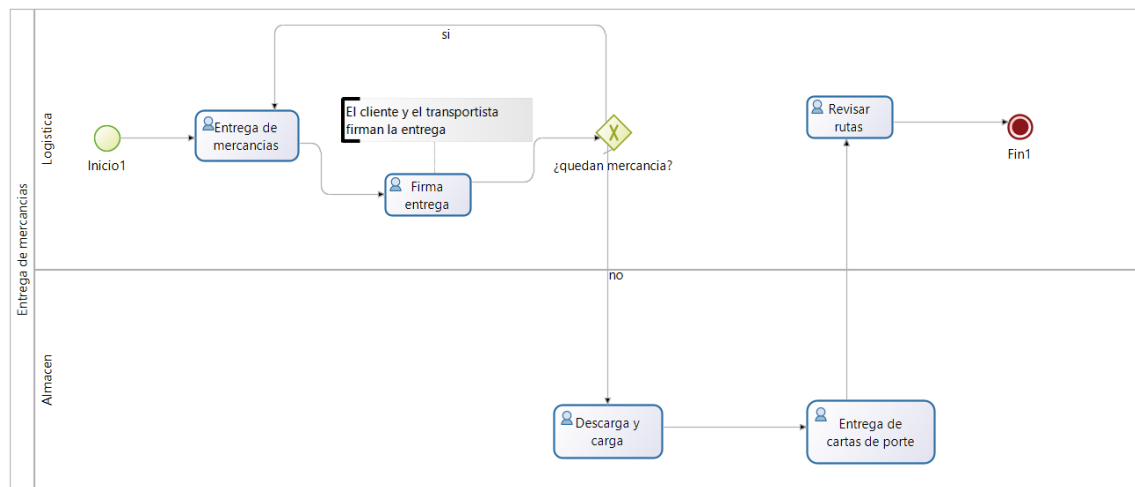 Entrega de mercancias
Logistica
Almacen
si
El cliente y el transportista
firman la entrega
Entrega de
mercancias
Inicio1
Firma
entrega
¿quedan mercancia?
Revisar
rutas
Fin1
no
Descarga y
carga
Entrega de
cartas de porte